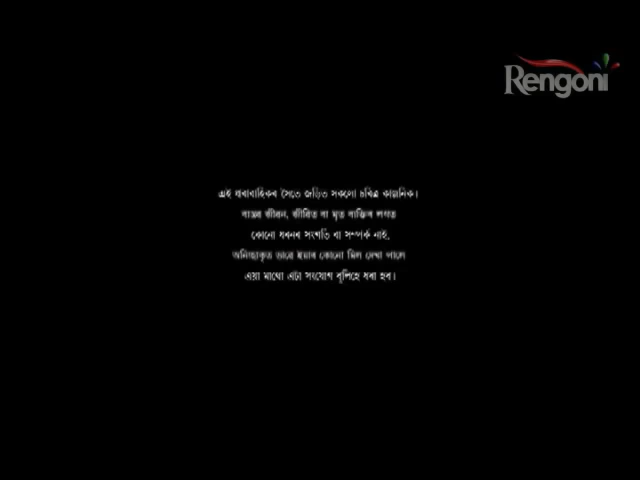 Rengoni
এই ধাৰাবাহিকৰ সৈতে জড়িত সকলো চৰিত্ৰ কাল্পনিক।
বাস্তৱ জীৱন, জীৱিত বা মৃত ব্যক্তিৰ লগত
কোনো ধৰনৰ সংগতি বা সম্পৰ্ক নাই,
অনিচ্ছাকৃত ভাৱে ইয়াৰ কোনো মিল দেখা পালে
এয়া মাথো এটা সংযোগ বুলিহে ধৰা হব।